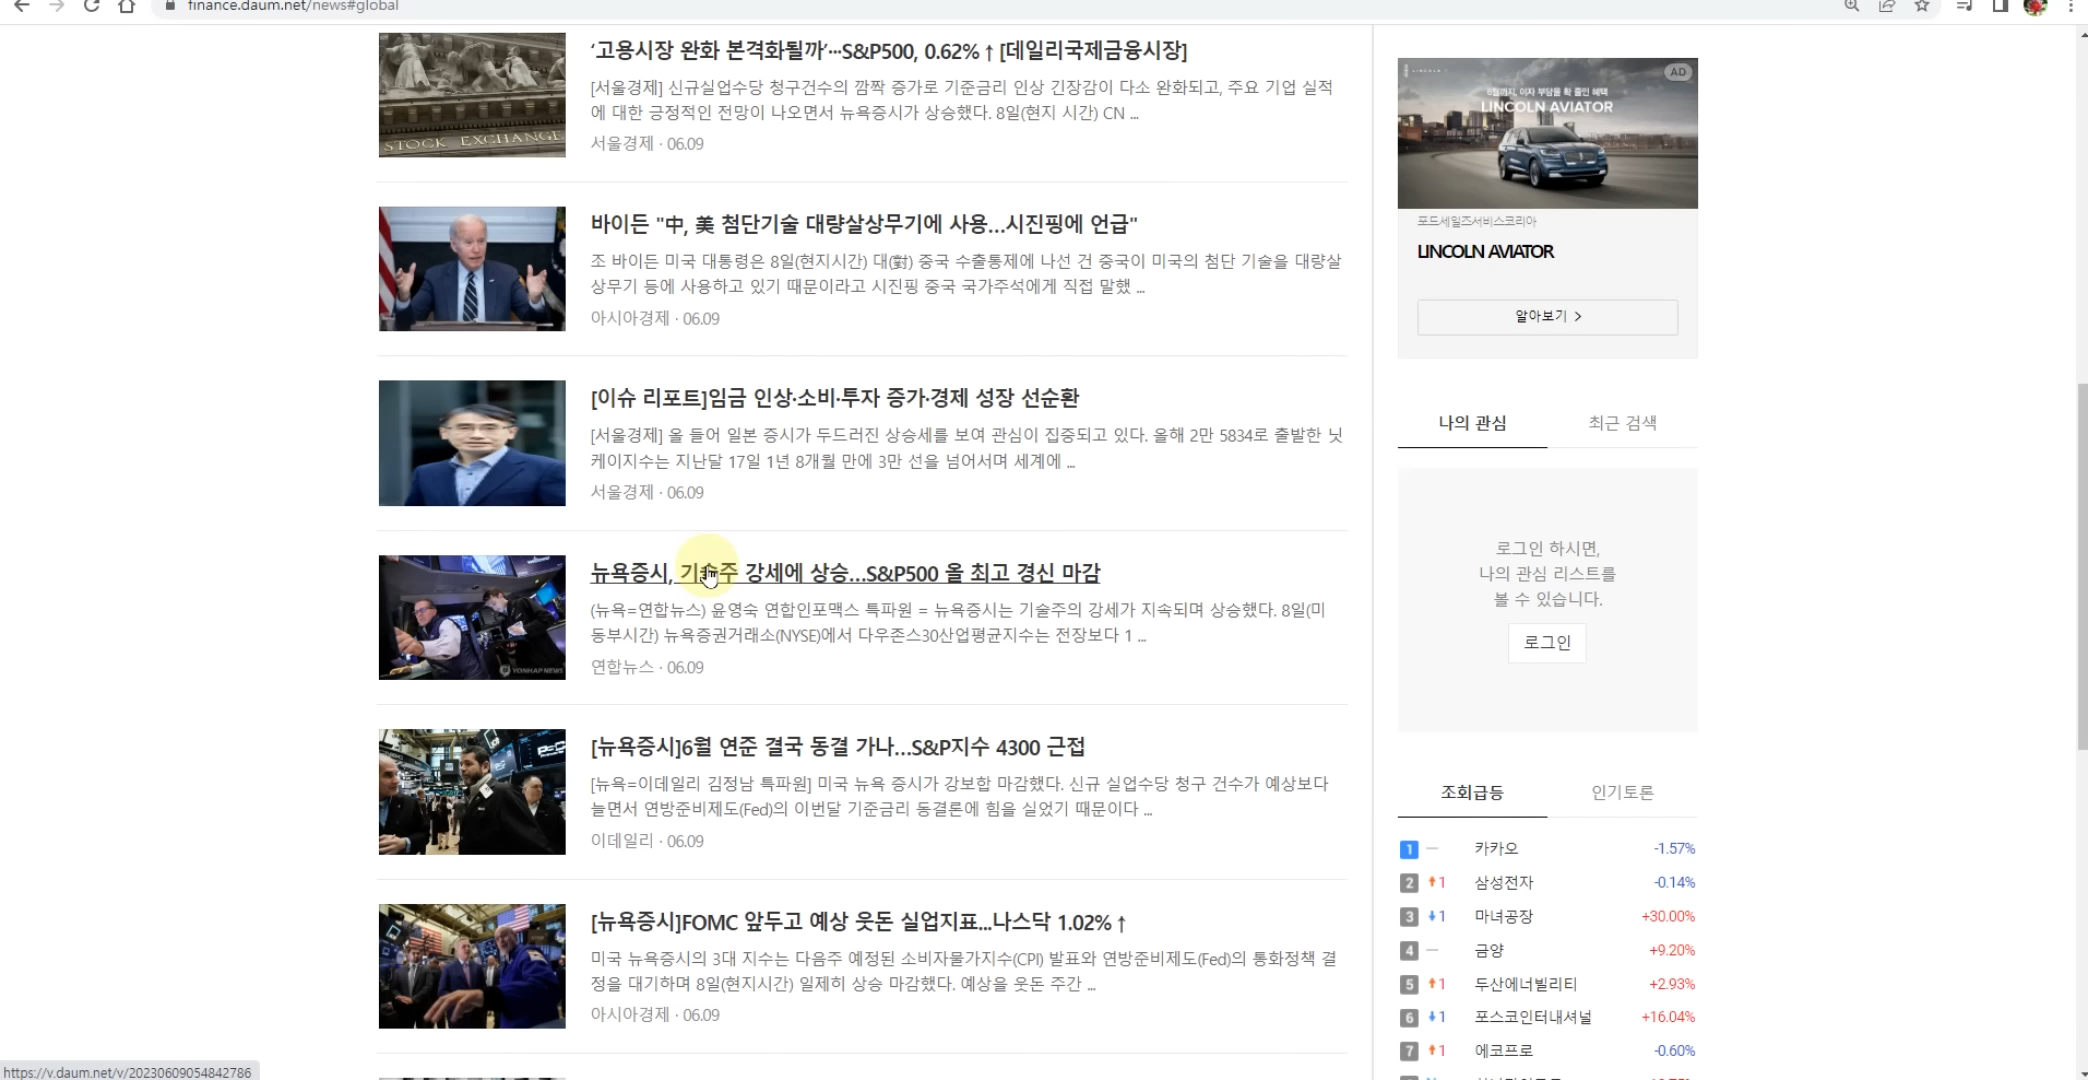 finance.daum.net/news#global
‘고용시장 완화 본격화될까’…S&P500, 0.62%↑[데일리국제금융시장]
[서울경제] 신규실업수당 청구건수의 깜짝 증가로 기준금리 인상 긴장감이 다소 완화되고, 주요 기업 실적
에 대한 긍정적인 전망이 나오면서 뉴욕증시가 상승했다. 8일(현지 시간) CN ...
서울경제 · 06.09
STOCK EXCHANGE
바이든 "中, 美 첨단기술 대량살상무기에 사용…시진핑에 언급"
조 바이든 미국 대통령은 8일(현지시간) 대(對) 중국 수출통제에 나선 건 중국이 미국의 첨단 기술을 대량살
상무기 등에 사용하고 있기 때문이라고 시진핑 중국 국가주석에게 직접 말했 ...
아시아경제 · 06.09
[이슈 리포트]임금 인상·소비·투자 증가·경제 성장 선순환
[서울경제] 올 들어 일본 증시가 두드러진 상승세를 보여 관심이 집중되고 있다. 올해 2만 5834로 출발한 닛
케이지수는 지난달 17일 1년 8개월 만에 3만 선을 넘어서며 세계에 ...
서울경제 · 06.09
뉴욕증시, 기술주 강세에 상승…S&P500 올 최고 경신 마감
(뉴욕=연합뉴스) 윤영숙 연합인포맥스 특파원 = 뉴욕증시는 기술주의 강세가 지속되며 상승했다. 8일(미
동부시간) 뉴욕증권거래소(NYSE)에서 다우존스30산업평균지수는 전장보다 1 ...
연합뉴스 · 06.09
YONHAP NEWS
[뉴욕증시]6월 연준 결국 동결 가나…S&P지수 4300 근접
[뉴욕=이데일리 김정남 특파원] 미국 뉴욕 증시가 강보합 마감했다. 신규 실업수당 청구 건수가 예상보다
늘면서 연방준비제도(Fed)의 이번달 기준금리 동결론에 힘을 실었기 때문이다 ...
이데일리 · 06.09
[뉴욕증시]FOMC 앞두고 예상 웃돈 실업지표...나스닥 1.02%↑
미국 뉴욕증시의 3대 지수는 다음주 예정된 소비자물가지수(CPI) 발표와 연방준비제도(Fed)의 통화정책 결
정을 대기하며 8일(현지시간) 일제히 상승 마감했다. 예상을 웃돈 주간 ...
아시아경제 · 06.09
AD
6월까지, 이자 부담을 확 줄인 혜택
LINCOLN AVIATOR
포드세일즈서비스코리아
LINCOLN AVIATOR
알아보기 >
나의 관심 최근 검색
로그인 하시면,
나의 관심 리스트를
볼 수 있습니다.
로그인
조회급등 인기토론
1 – 카카오 -1.57%
2 ↑1 삼성전자 -0.14%
3 ↓1 마녀공장 +30.00%
4 – 금양 +9.20%
5 ↑1 두산에너빌리티 +2.93%
6 ↓1 포스코인터내셔널 +16.04%
7 ↑1 에코프로 -0.60%
https://v.daum.net/v/20230609054842786